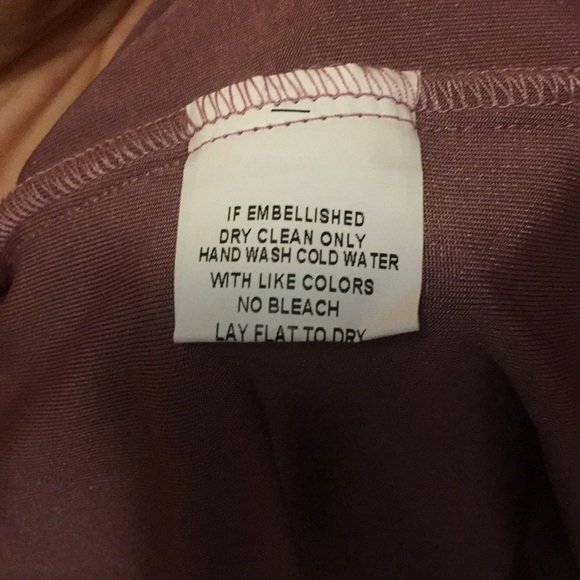 IF EMBELLISHED
DRY CLEAN ONLY
HAND WASH COLD WATER
WITH LIKE COLORS
NO BLEACH
LAY FLAT TO DRY